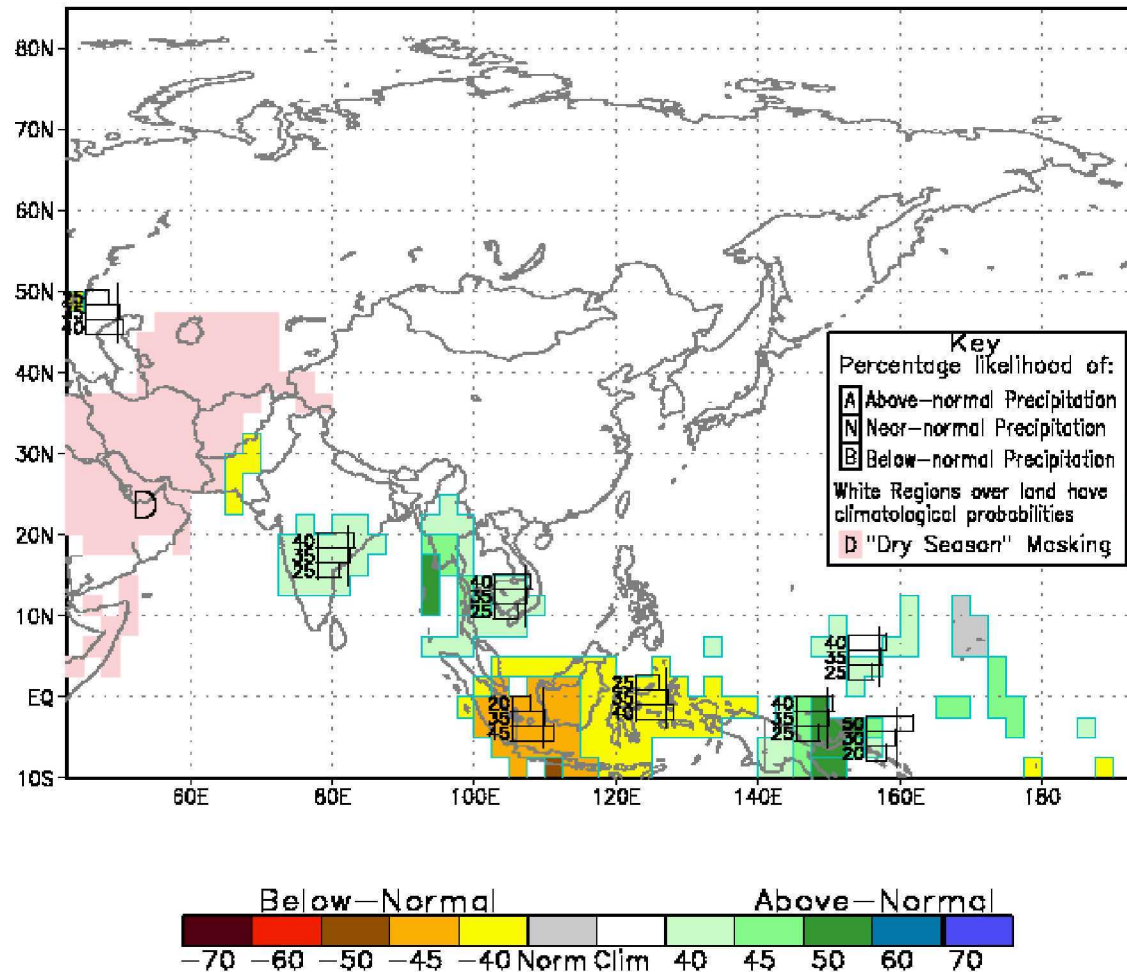 80N
70N
60N
50N
40N
30N
20N
10N
EQ
10S
60E
80E
100E
120E
140E
160E
180
40
D
40
35
25
40
35
25
20
35
45
25
35
40
40
35
25
40
35
25
50
30
20
Key
Percentage likelihood of:
A Above-normal Precipitation
N Near-normal Precipitation
B Below-normal Precipitation
White Regions over land have
climatological probabilities
D "Dry Season" Masking
Below-Normal Above-Normal
-70 -60 -50 -45 -40 Norm Clim 40 45 50 60 70